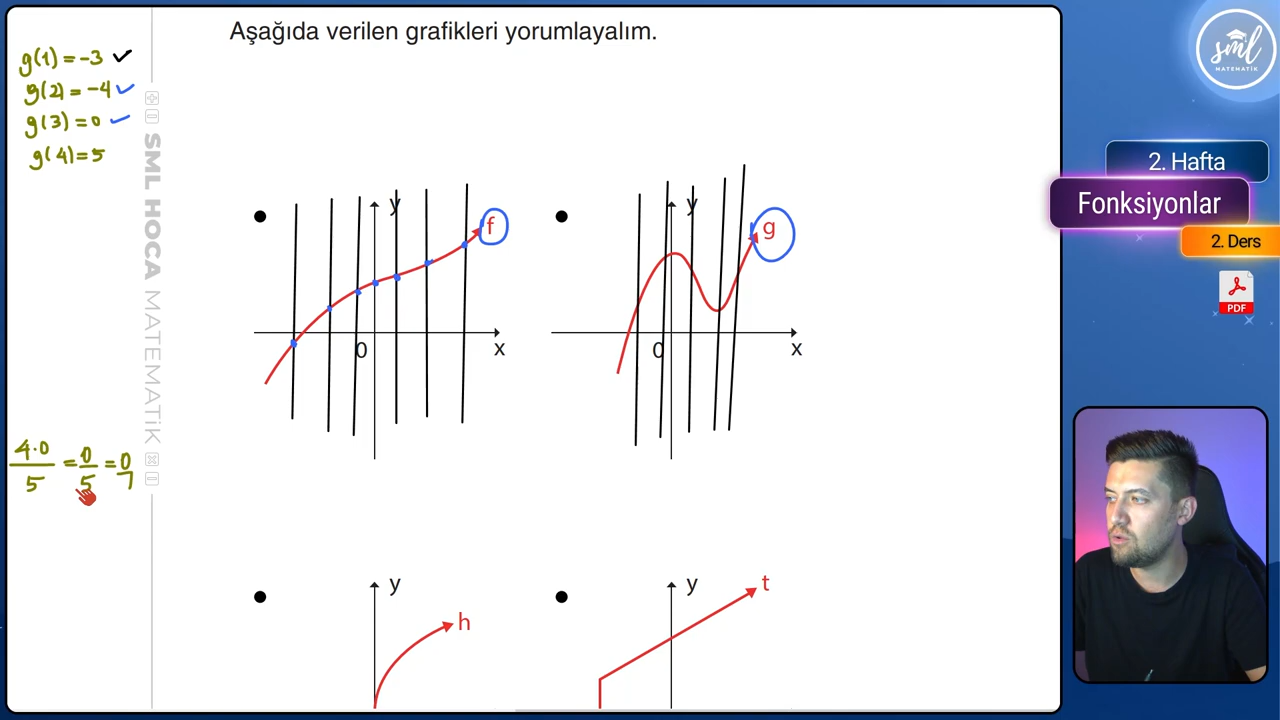 Aşağıda verilen grafikleri yorumlayalım.
g(1) = -3
g(2) = -4
g(3) = 0
g(4) = 5
SML HOCA MATEMATİK
y
f
0
x
y
g
0
x
4·0/5 = 0/5 = 0/7
y
h
y
t
sml
MATEMATİK
2. Hafta
Fonksiyonlar
2. Ders
PDF